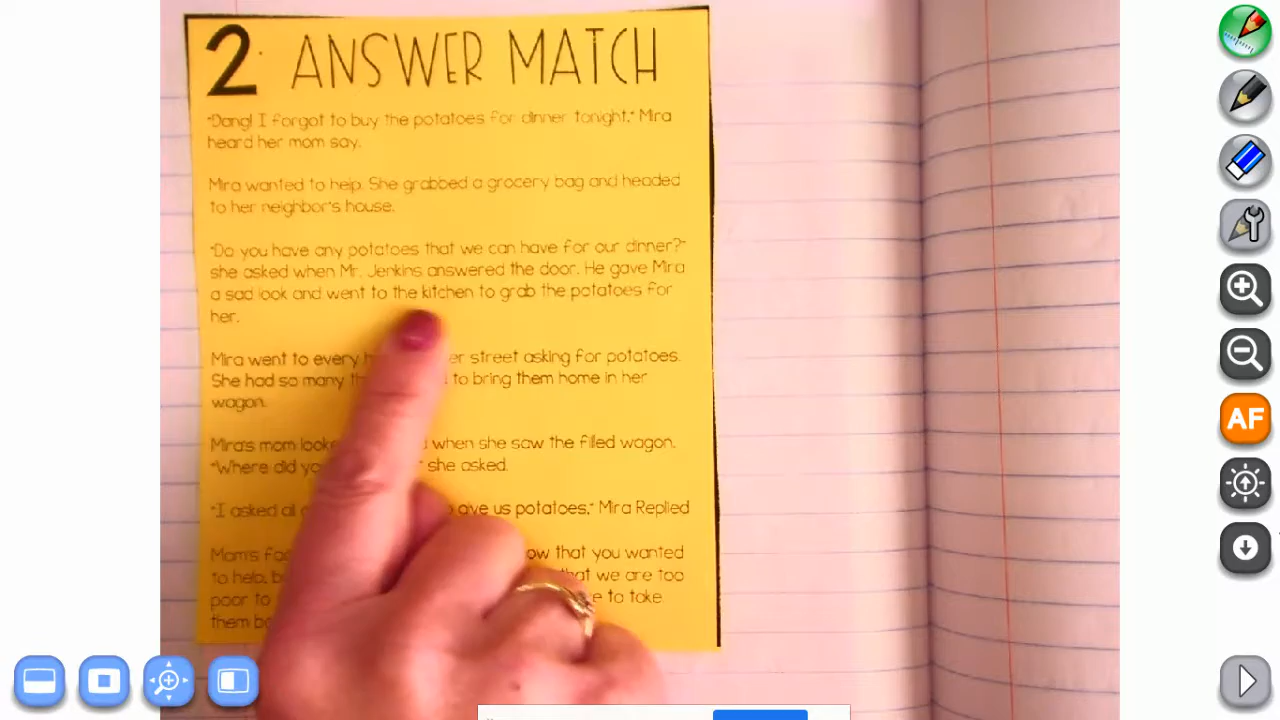 2 ANSWER MATCH
"Dang! I forgot to buy the potatoes for dinner tonight," Mira
heard her mom say.
Mira wanted to help. She grabbed a grocery bag and headed
to her neighbor's house.
"Do you have any potatoes that we can have for our dinner?"
she asked when Mr. Jenkins answered the door. He gave Mira
a sad look and went to the kitchen to grab the potatoes for
her.
Mira went to every street asking for potatoes.
She had so many to bring them home in her
wagon.
Mira's mom when she saw the filled wagon.
"Where did she asked.
"I asked give us potatoes," Mira Replied
Mom's that you wanted
to help, that we are too
poor to to take
them
AF